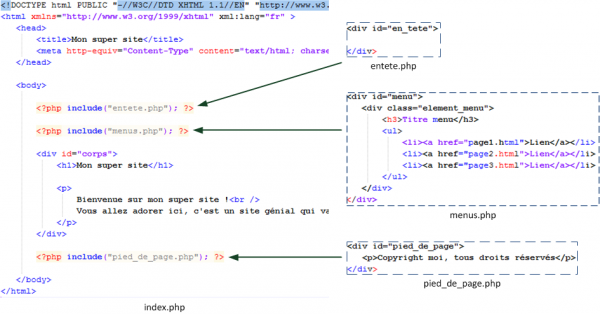 <!DOCTYPE html PUBLIC "-//W3C//DTD XHTML 1.1//EN" "http://www.w3.
<html xmlns="http://www.w3.org/1999/xhtml" xml:lang="fr" >
<head>
<title>Mon super site</title>
<meta http-equiv="Content-Type" content="text/html; charse
</head>
<body>
<?php include("entete.php"); ?>
<?php include("menus.php"); ?>
<div id="corps">
<h1>Mon super site</h1>
<p>
Bienvenue sur mon super site !<br />
Vous allez adorer ici, c'est un site génial qui va
</p>
</div>
<?php include("pied_de_page.php"); ?>
</body>
</html>
index.php
<div id="en_tete">
</div>
entete.php
<div id="menu">
<div class="element_menu">
<h3>Titre menu</h3>
<ul>
<li><a href="page1.html">Lien</a></li>
<li><a href="page2.html">Lien</a></li>
<li><a href="page3.html">Lien</a></li>
</ul>
</div>
</div>
menus.php
<div id="pied_de_page">
<p>Copyright moi, tous droits réservés</p>
</div>
pied_de_page.php